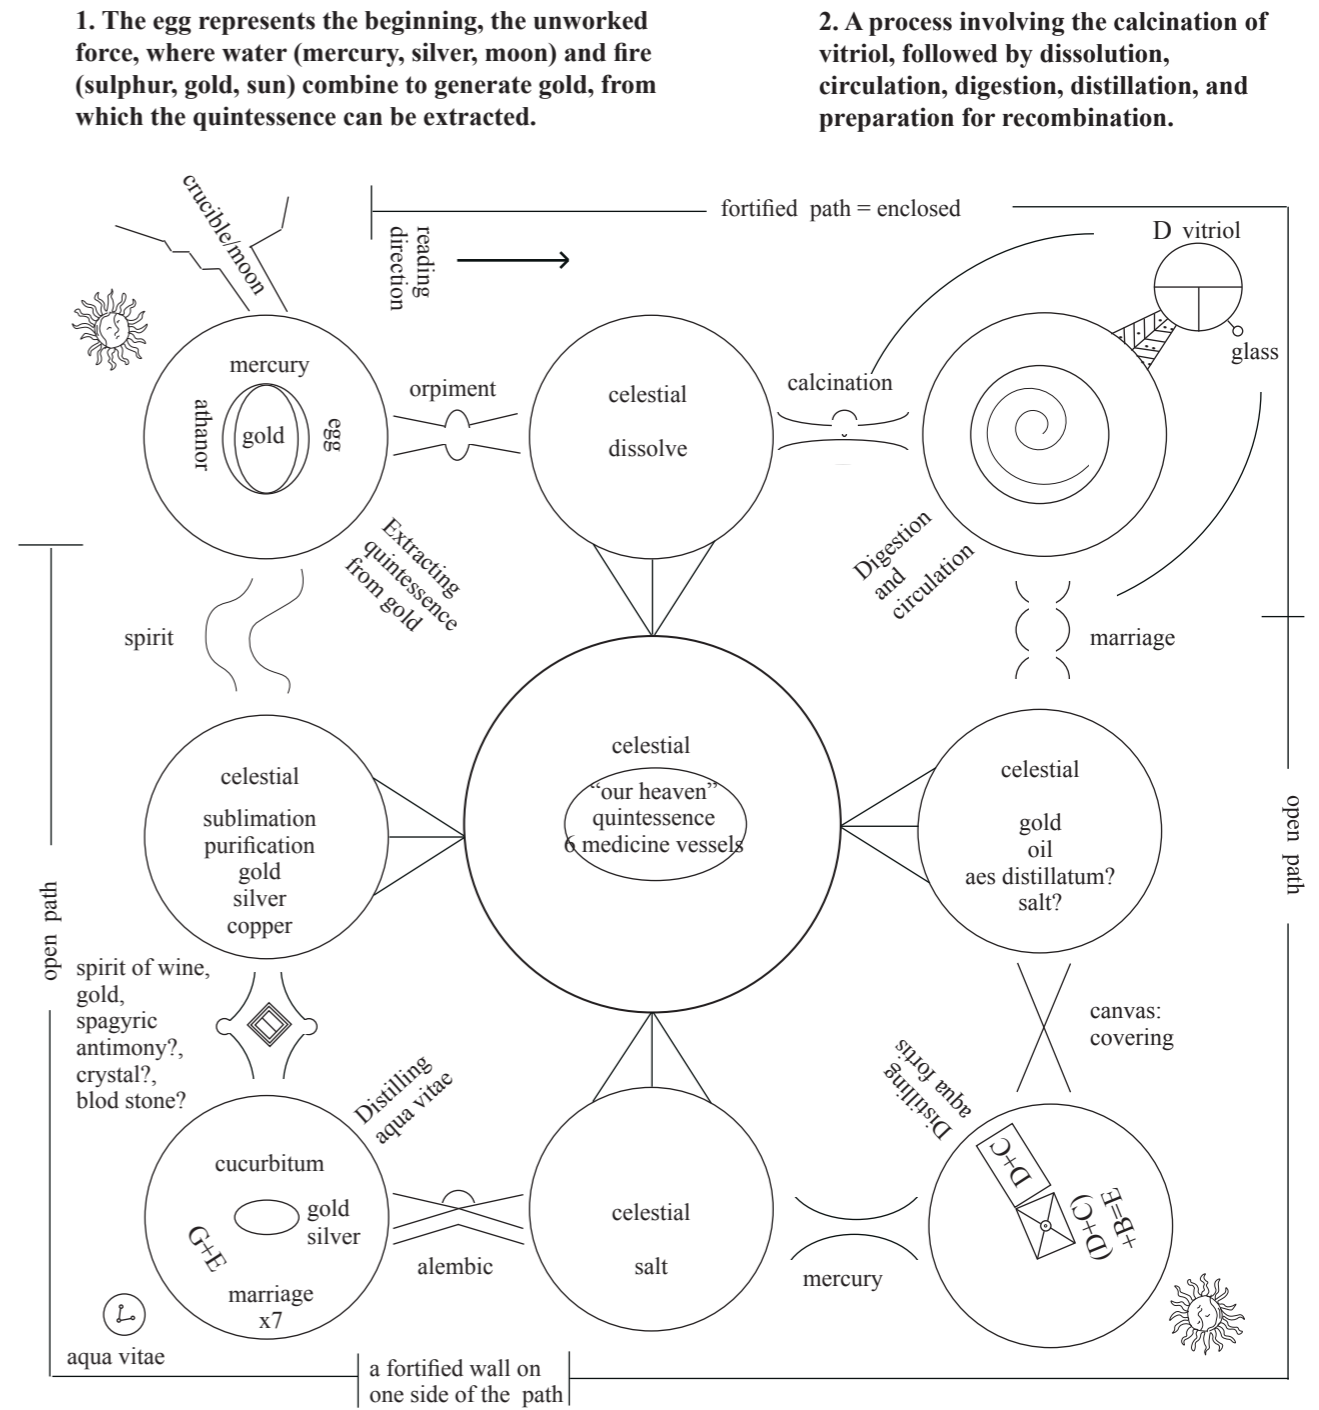 1. The egg represents the beginning, the unworked
force, where water (mercury, silver, moon) and fire
(sulphur, gold, sun) combine to generate gold, from
which the quintessence can be extracted.
2. A process involving the calcination of
vitriol, followed by dissolution,
circulation, digestion, distillation, and
preparation for recombination.
crucible/moon
reading
direction
fortified path = enclosed
D vitriol
glass
mercury
athanor
gold
egg
orpiment
celestial
dissolve
calcination
Extracting
quintessence
from gold
Digestion
and
circulation
spirit
marriage
celestial
sublimation
purification
gold
silver
copper
celestial
“our heaven”
quintessence
6 medicine vessels
celestial
gold
oil
aes distillatum?
salt?
open path
open path
spirit of wine,
gold,
spagyric
antimony?,
crystal?,
blod stone?
canvas:
covering
Distilling
aqua vitae
Distilling
aqua fortis
cucurbitum
gold
silver
G+E
marriage
x7
alembic
celestial
salt
mercury
D+C
(D+C)
+B=E
aqua vitae
a fortified wall on
one side of the path